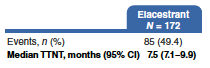 Elacestrant
N = 172
Events, n (%) 85 (49.4)
Median TTNT, months (95% CI) 7.5 (7.1–9.9)